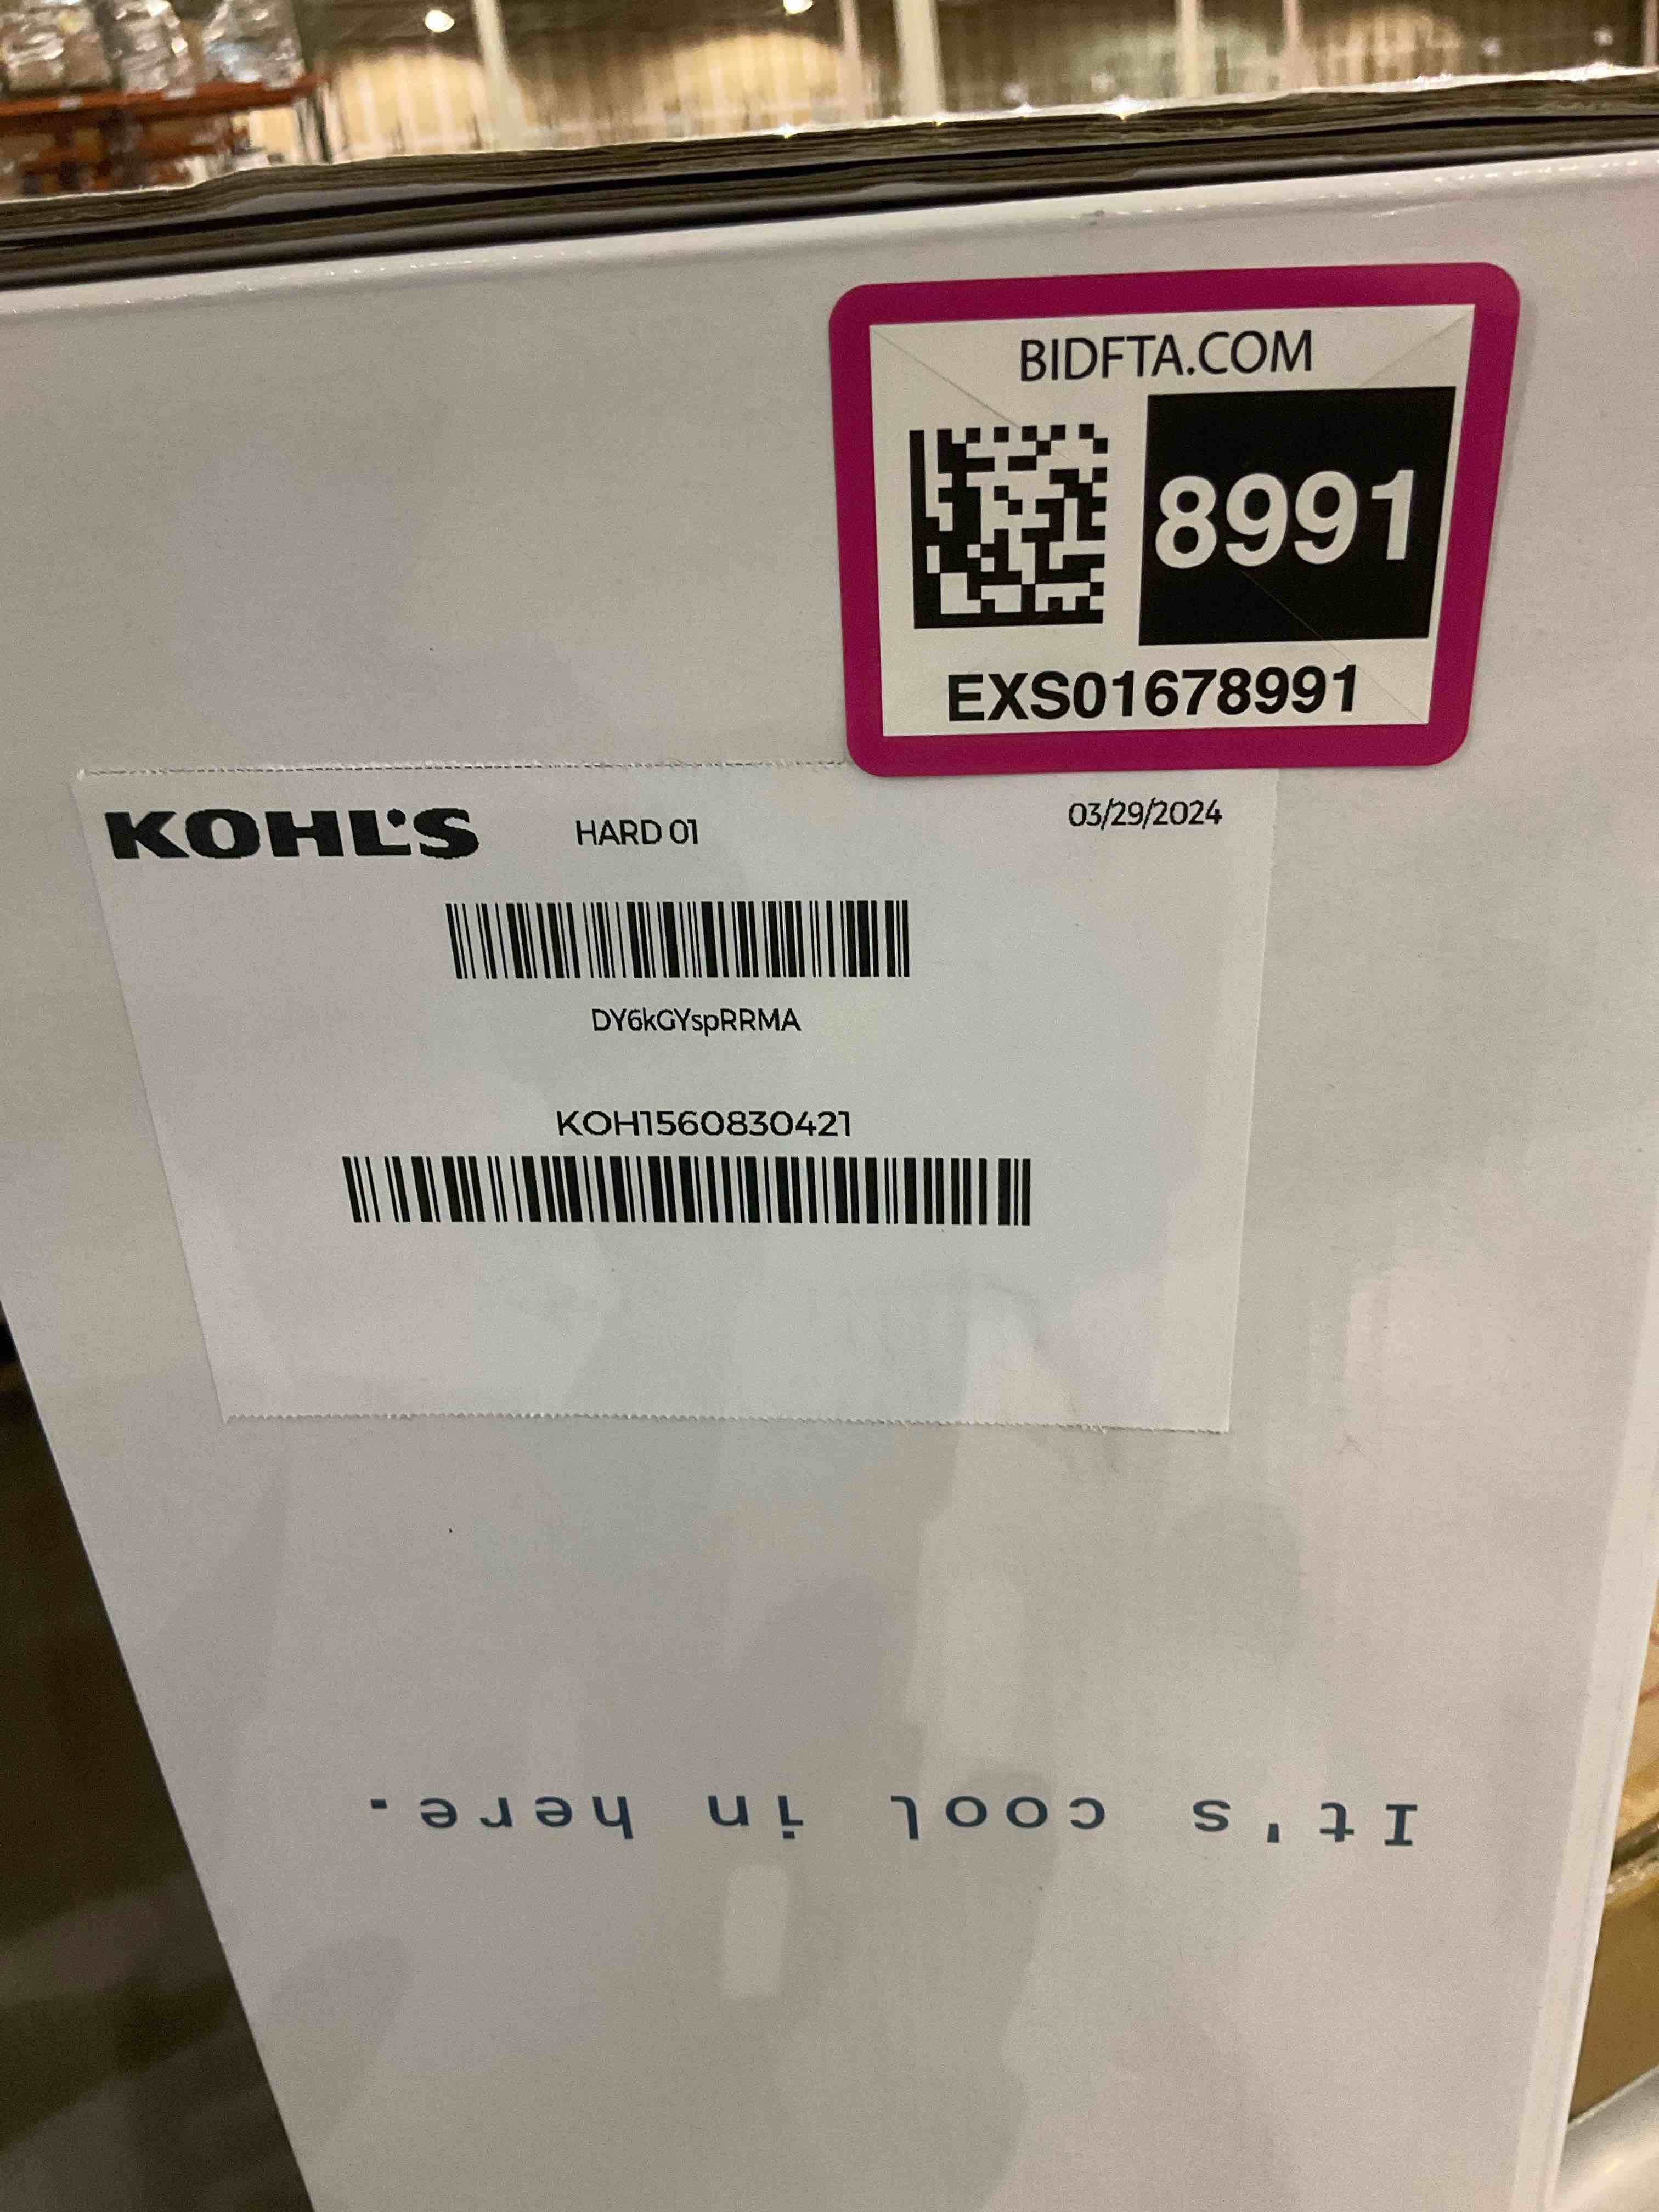 BIDFTA.COM
8991
EXS01678991
KOHL'S HARD 01 03/29/2024
DY6kGYspRRMA
KOH1560830421
It's cool in here.